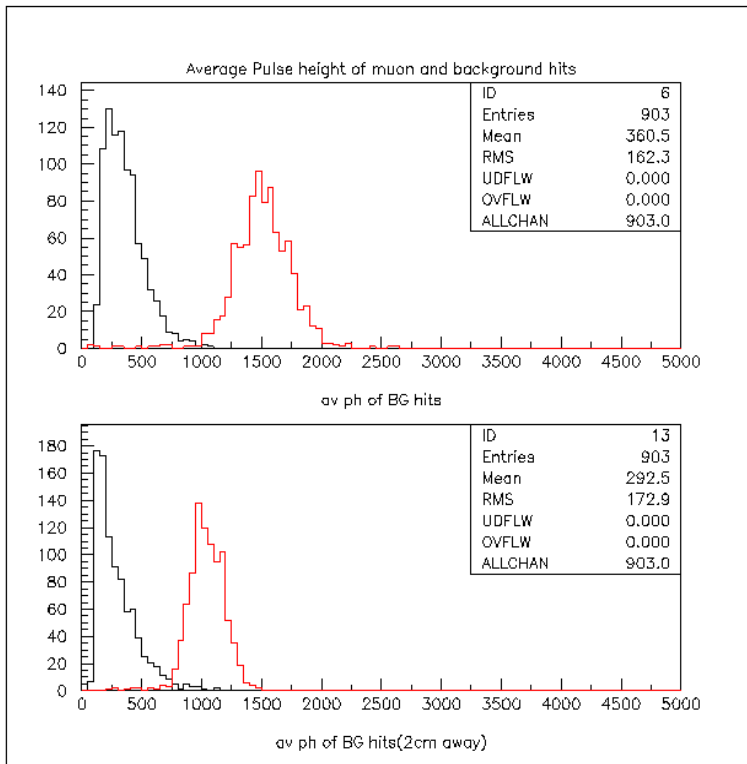 Average Pulse height of muon and background hits
ID 6
Entries 903
Mean 360.5
RMS 162.3
UDFLW 0.000
OVFLW 0.000
ALLCHAN 903.0
140
120
100
80
60
40
20
0
0 500 1000 1500 2000 2500 3000 3500 4000 4500 5000
av ph of BG hits
ID 13
Entries 903
Mean 292.5
RMS 172.9
UDFLW 0.000
OVFLW 0.000
ALLCHAN 903.0
180
160
140
120
100
80
60
40
20
0
0 500 1000 1500 2000 2500 3000 3500 4000 4500 5000
av ph of BG hits(2cm away)